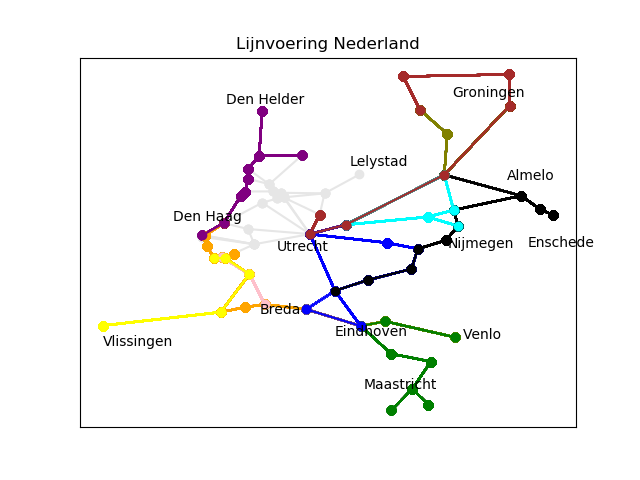 Lijnvoering Nederland
Den Helder
Groningen
Lelystad
Almelo
Den Haag
Utrecht
Nijmegen
Enschede
Breda
Eindhoven
Venlo
Vlissingen
Maastricht